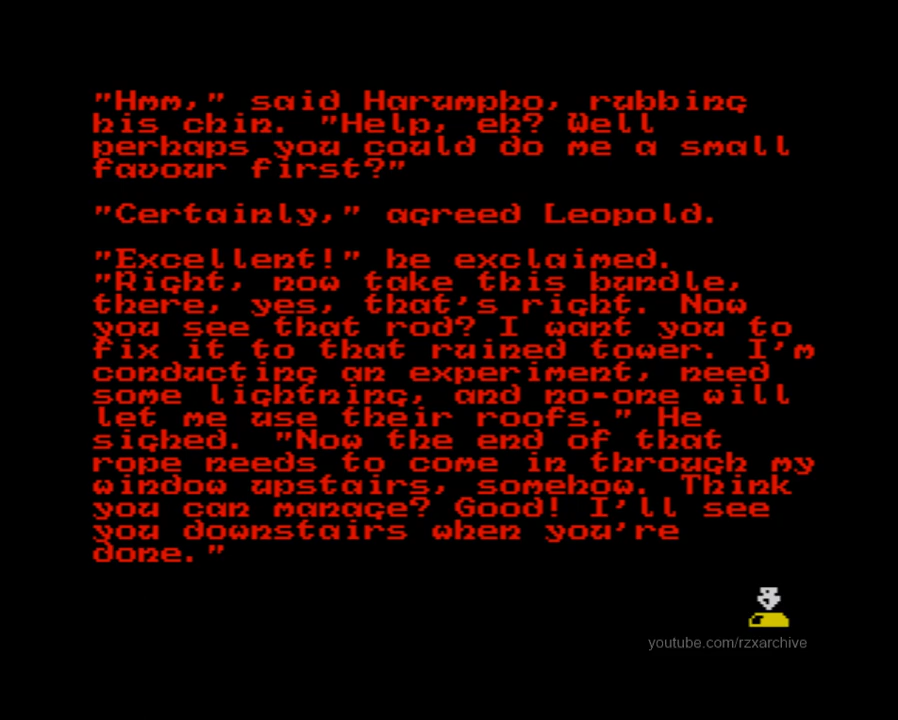 "Hmm," said Harumpho, rubbing
his chin. "Help, eh? Well
perhaps you could do me a small
favour first?"
"Certainly," agreed Leopold.
"Excellent!" he exclaimed.
"Right, now take this bundle,
there, yes, that's right. Now
you see that rod? I want you to
fix it to that ruined tower. I'm
conducting an experiment, need
some lightning, and no-one will
let me use their roofs." He
sighed. "Now the end of that
rope needs to come in through my
window upstairs, somehow. Think
you can manage? Good! I'll see
you downstairs when you're
done."
youtube.com/rzxarchive